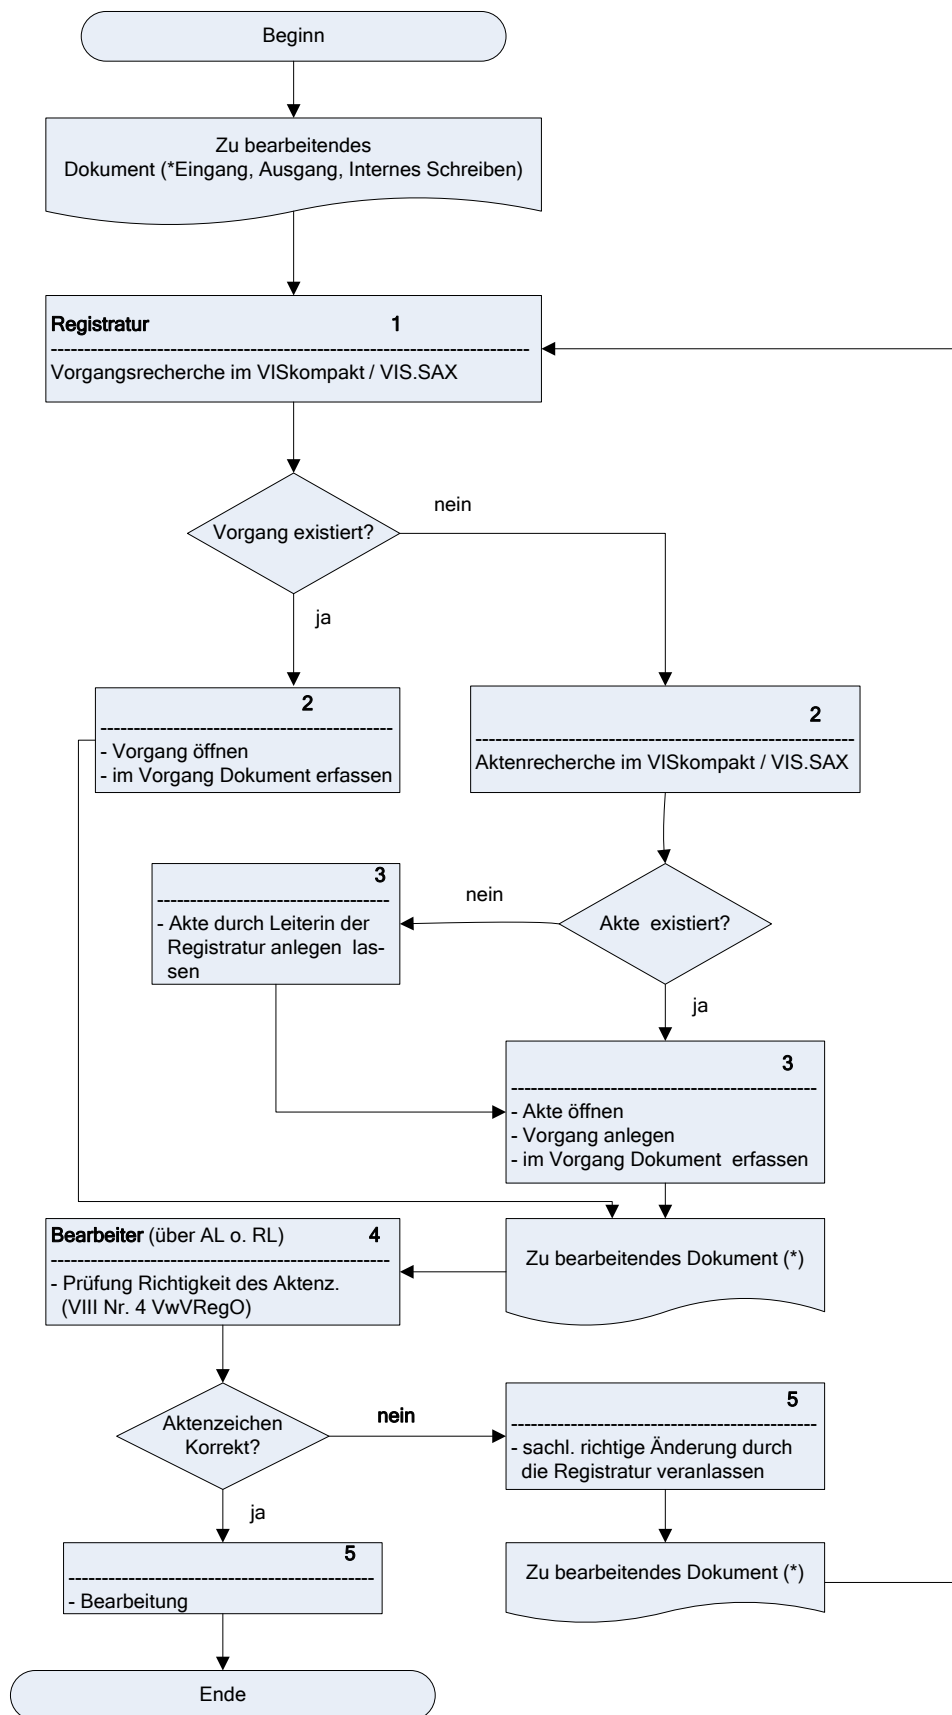 Beginn
Zu bearbeitendes
Dokument (*Eingang, Ausgang, Internes Schreiben)
Registratur 1
Vorgangsrecherche im VISkompakt / VIS.SAX
nein
Vorgang existiert?
ja
2
- Vorgang öffnen
- im Vorgang Dokument erfassen
2
Aktenrecherche im VISkompakt / VIS.SAX
3
- Akte durch Leiterin der
Registratur anlegen las-
sen
nein
Akte existiert?
ja
3
- Akte öffnen
- Vorgang anlegen
- im Vorgang Dokument erfassen
Bearbeiter (über AL o. RL) 4
- Prüfung Richtigkeit des Aktenz.
(VIII Nr. 4 VwVRegO)
Zu bearbeitendes Dokument (*)
Aktenzeichen
Korrekt?
nein
5
- sachl. richtige Änderung durch
die Registratur veranlassen
ja
5
- Bearbeitung
Zu bearbeitendes Dokument (*)
Ende